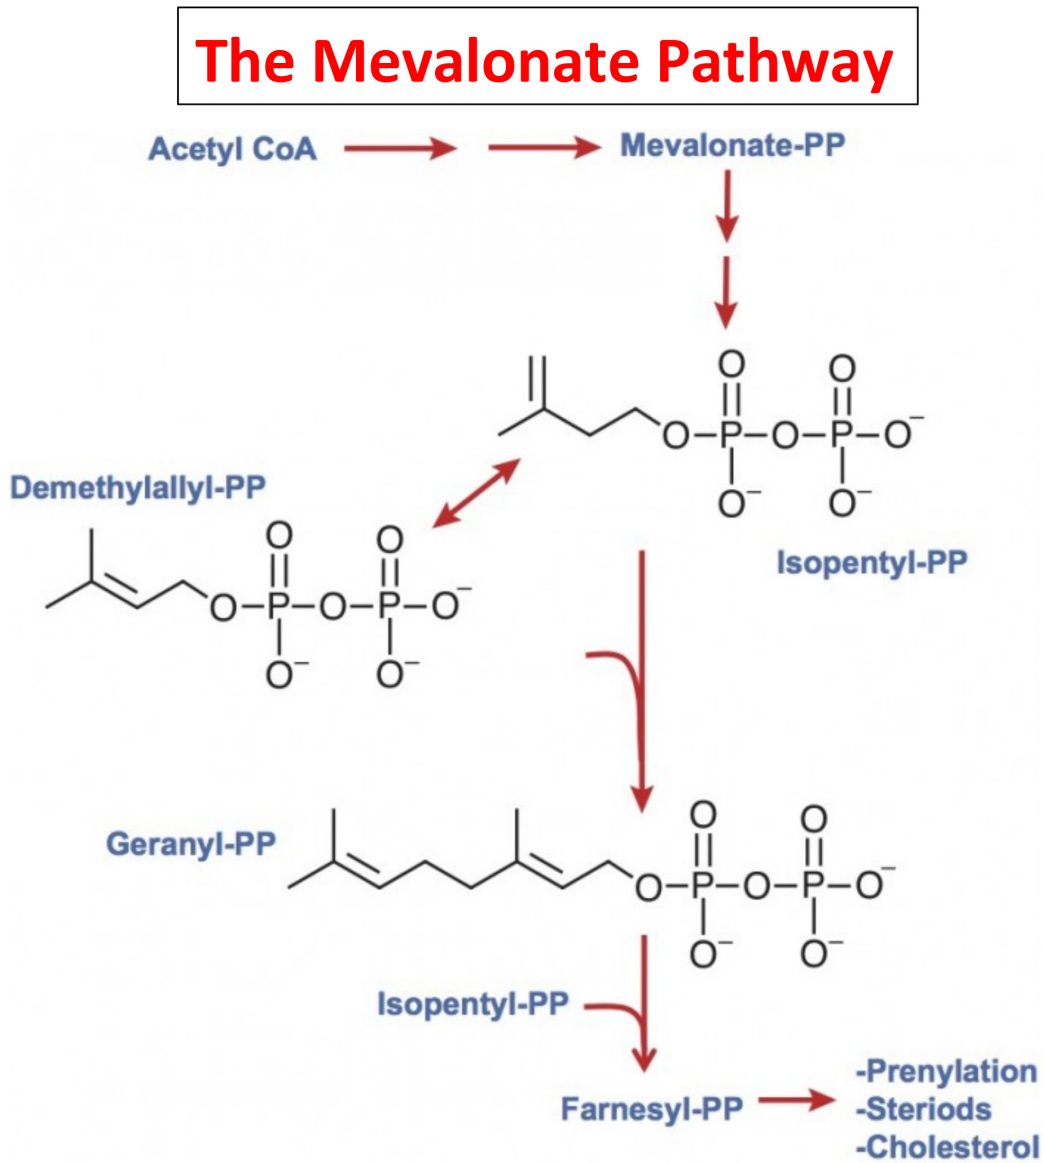 The Mevalonate Pathway
Acetyl CoA
Mevalonate-PP
O O
O-P-O-P-O⁻
O⁻ O⁻
Isopentyl-PP
Demethylallyl-PP
O O
O-P-O-P-O⁻
O⁻ O⁻
Geranyl-PP
O O
O-P-O-P-O⁻
O⁻ O⁻
Isopentyl-PP
Farnesyl-PP
-Prenylation
-Steriods
-Cholesterol